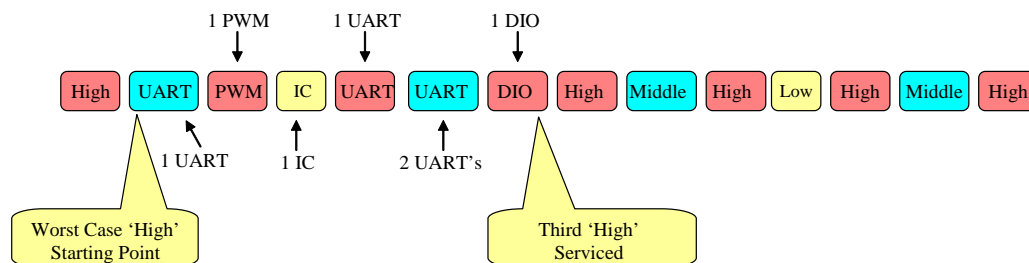 1 PWM
1 UART
1 DIO
High UART PWM IC UART UART DIO High Middle High Low High Middle High
1 UART
1 IC
2 UART's
Worst Case ‘High’
Starting Point
Third ‘High’
Serviced